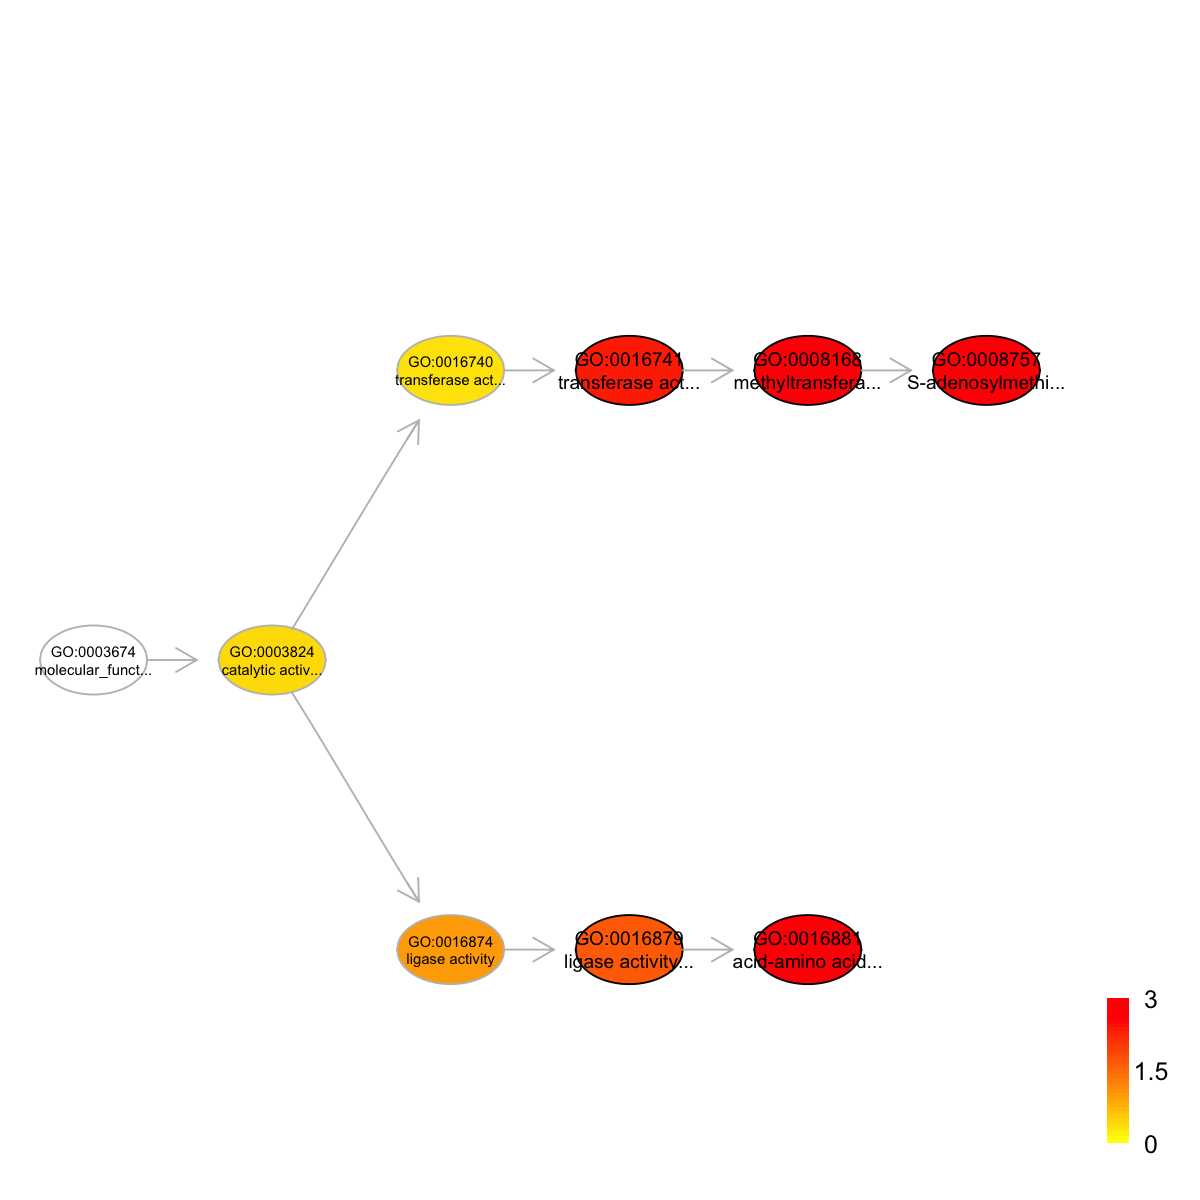 GO:0016740
transferase act...
GO:0016741
transferase act...
GO:0008168
methyltransfera...
GO:0008757
S-adenosylmethi...
GO:0003674
molecular_funct...
GO:0003824
catalytic activ...
GO:0016874
ligase activity
GO:0016879
ligase activity...
GO:0016881
acid-amino acid...
3
1.5
0